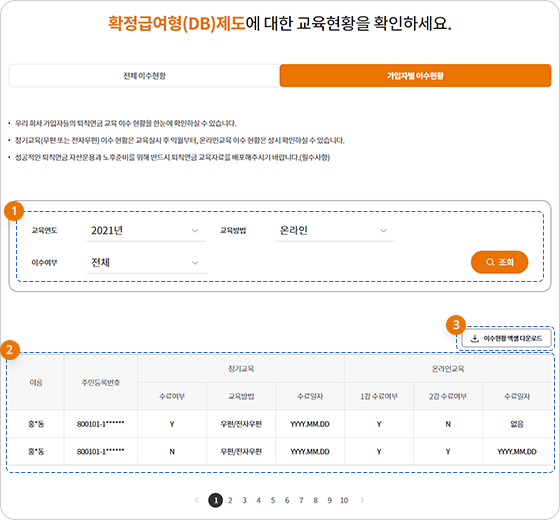 확정급여형(DB)제도에 대한 교육현황을 확인하세요.
전체 이수현황
가입자별 이수현황
• 우리 회사 가입자들의 퇴직연금 교육 이수 현황을 한눈에 확인하실 수 있습니다.
• 정기교육(우편 또는 전자우편) 이수 현황은 교육실시 후 익월부터, 온라인교육 이수 현황은 상시 확인하실 수 있습니다.
• 성공적인 퇴직연금 자산운용과 노후준비를 위해 반드시 퇴직연금 교육자료를 배포해주시기 바랍니다.(필수사항)
1
교육연도 2021년 교육방법 온라인
이수여부 전체 조회
3
이수현황 엑셀 다운로드
2
이름 주민등록번호 정기교육 온라인교육
수료여부 교육방법 수료일자 1강 수료여부 2강 수료여부 수료일자
홍*동 800101-1****** Y 우편/전자우편 YYYY.MM.DD Y N 없음
홍*동 800101-1****** N 우편/전자우편 YYYY.MM.DD Y Y YYYY.MM.DD
‹ 1 2 3 4 5 6 7 8 9 10 ›